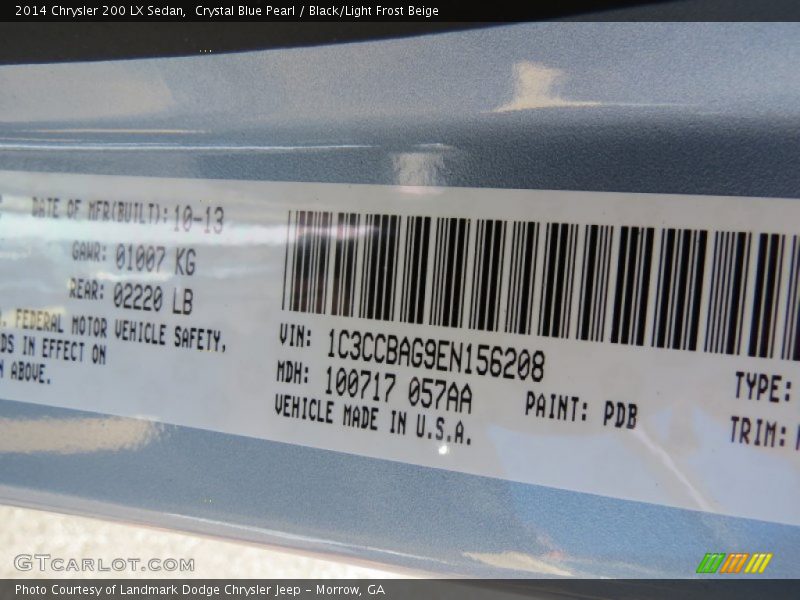 2014 Chrysler 200 LX Sedan, Crystal Blue Pearl / Black/Light Frost Beige
DATE OF MFR(BUILT): 10-13
GAWR: 01007 KG
REAR: 02220 LB
FEDERAL MOTOR VEHICLE SAFETY,
DS IN EFFECT ON
ABOVE.
VIN: 1C3CCBAG9EN156208
MDH: 100717 057AA
PAINT: PDB
VEHICLE MADE IN U.S.A.
TYPE:
TRIM:
GTCARLOT.COM
Photo Courtesy of Landmark Dodge Chrysler Jeep – Morrow, GA